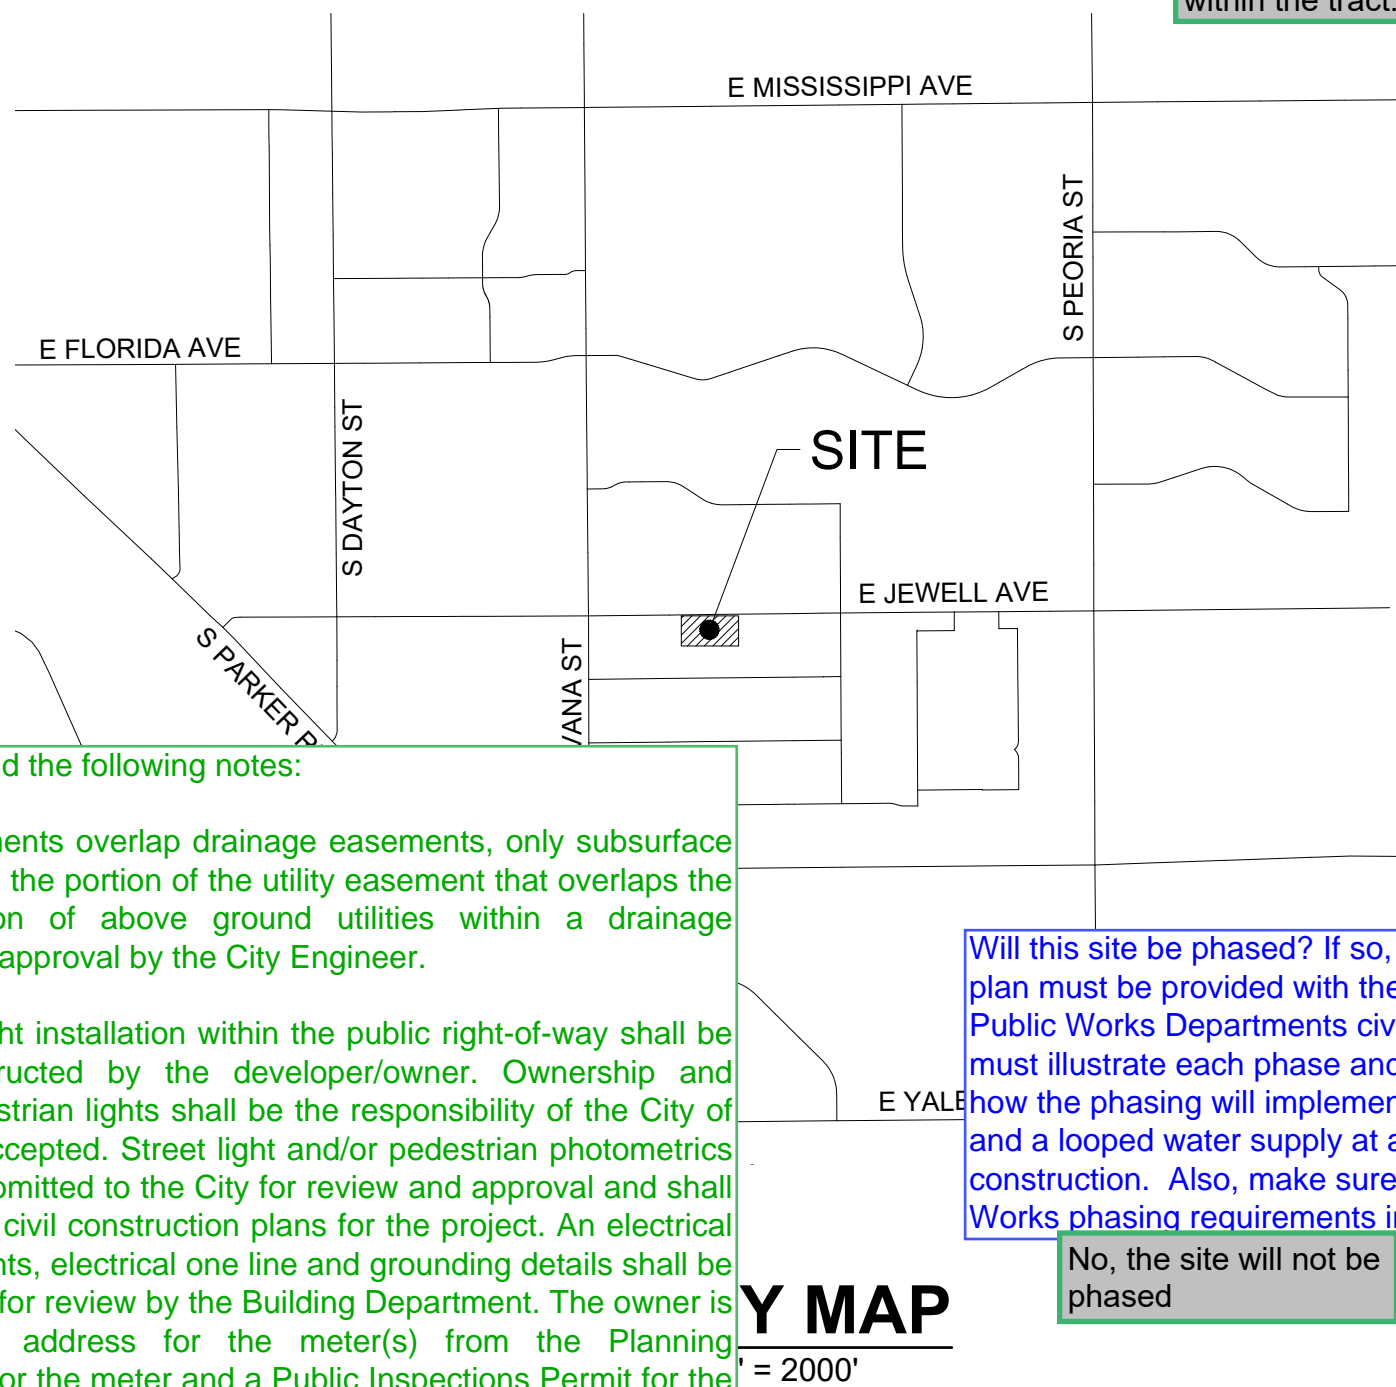 within the tract.
E MISSISSIPPI AVE
S PEORIA ST
E FLORIDA AVE
S DAYTON ST
SITE
E JEWELL AVE
S PARKER
VANA ST
d the following notes:
ments overlap drainage easements, only subsurface
the portion of the utility easement that overlaps the
on of above ground utilities within a drainage
approval by the City Engineer.
ht installation within the public right-of-way shall be
ructed by the developer/owner. Ownership and
strian lights shall be the responsibility of the City of
ccepted. Street light and/or pedestrian photometrics
omitted to the City for review and approval and shall
civil construction plans for the project. An electrical
nts, electrical one line and grounding details shall be
for review by the Building Department. The owner is
address for the meter(s) from the Planning
or the meter and a Public Inspections Permit for the
Will this site be phased? If so,
plan must be provided with the
Public Works Departments civ
must illustrate each phase and
how the phasing will implemen
and a looped water supply at a
construction. Also, make sure
Works phasing requirements i
E YALE
No, the site will not be
phased
Y MAP
' = 2000'